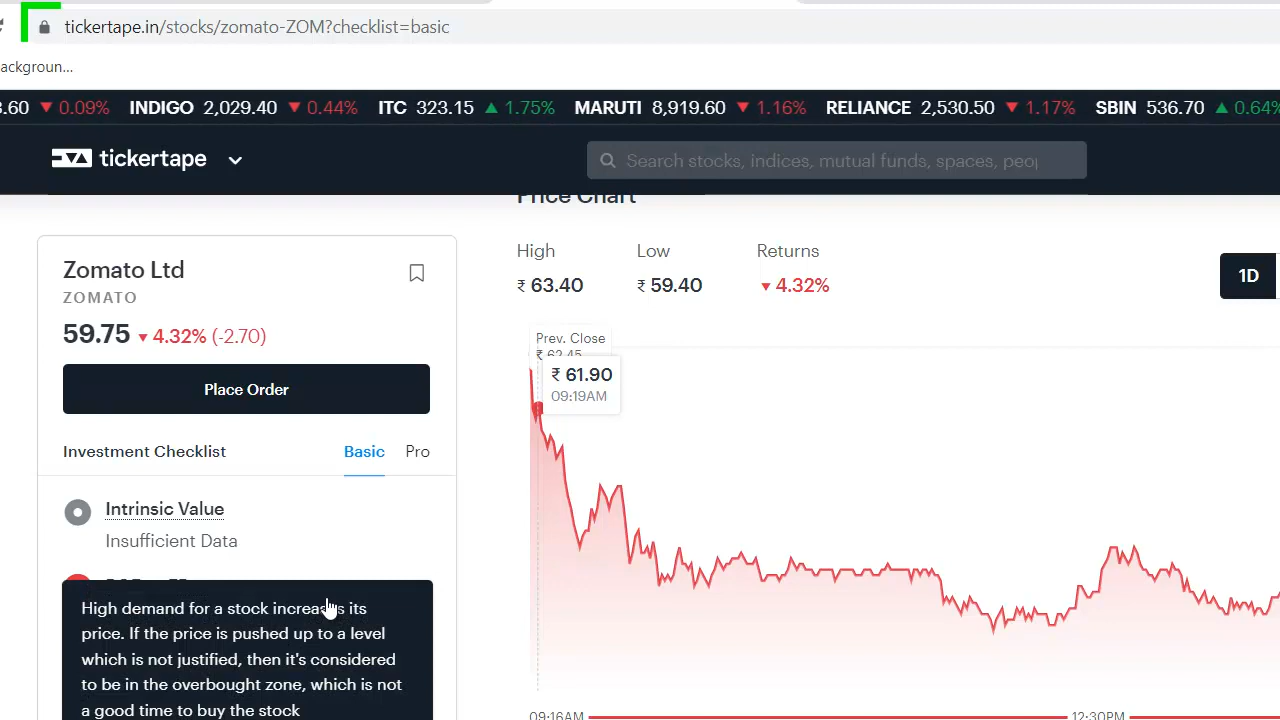 tickertape.in/stocks/zomato-ZOM?checklist=basic
ackgroun...
3.60 ▼ 0.09% INDIGO 2,029.40 ▼ 0.44% ITC 323.15 ▲ 1.75% MARUTI 8,919.60 ▼ 1.16% RELIANCE 2,530.50 ▼ 1.17% SBIN 536.70 ▲ 0.64%
tickertape
Search stocks, indices, mutual funds, spaces, peop
Price Chart
High Low Returns
₹ 63.40 ₹ 59.40 ▼ 4.32%
1D
Zomato Ltd
ZOMATO
59.75 ▼ 4.32% (-2.70)
Place Order
Investment Checklist Basic Pro
Intrinsic Value
Insufficient Data
High demand for a stock increases its
price. If the price is pushed up to a level
which is not justified, then it's considered
to be in the overbought zone, which is not
a good time to buy the stock
Prev. Close
₹ 62.45
₹ 61.90
09:19AM
09:16AM 12:30PM